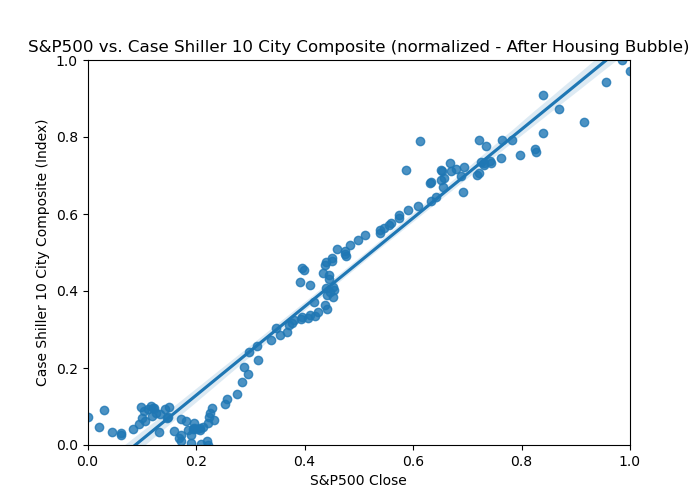 S&P500 vs. Case Shiller 10 City Composite (normalized - After Housing Bubble)
1.0
0.8
0.6
0.4
0.2
0.0
Case Shiller 10 City Composite (Index)
0.0 0.2 0.4 0.6 0.8 1.0
S&P500 Close